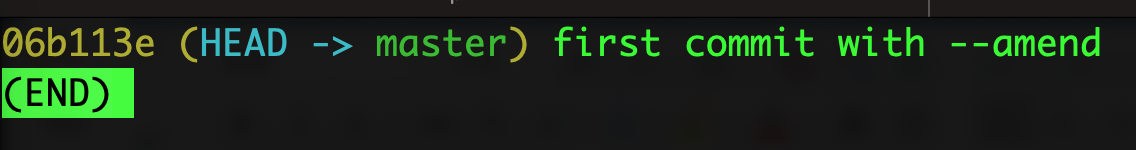 06b113e (HEAD -> master) first commit with --amend
(END)